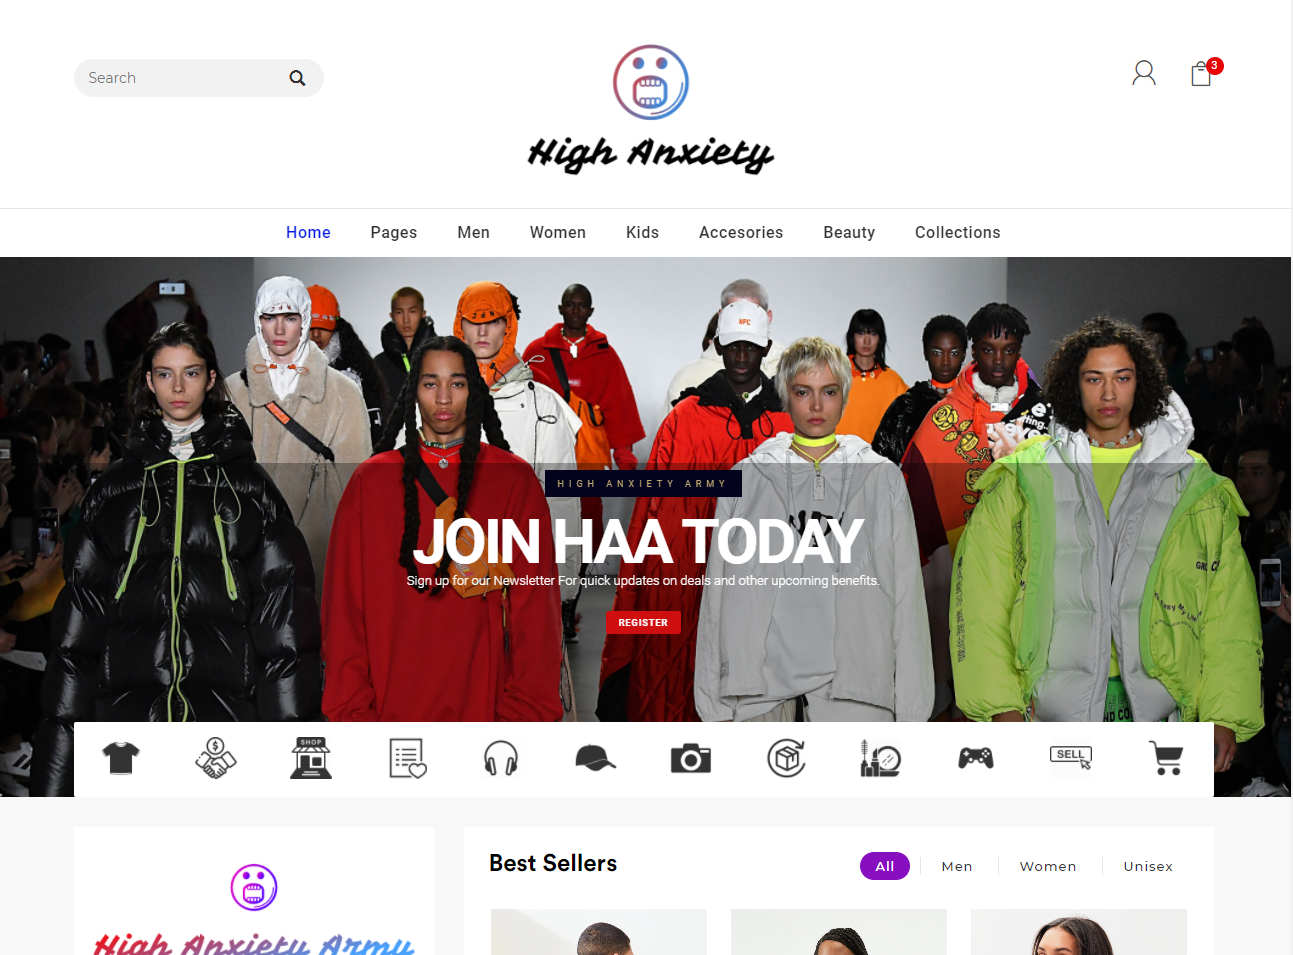 Search
3
High Anxiety
Home Pages Men Women Kids Accesories Beauty Collections
NPC
HIGH ANXIETY ARMY
JOIN HAA TODAY
Sign up for our Newsletter For quick updates on deals and other upcoming benefits.
REGISTER
SHOP
SELL
Best Sellers
All Men Women Unisex
High Anxiety Army